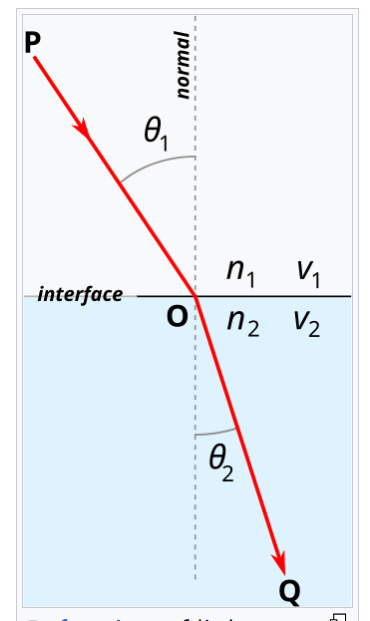 P
normal
θ1
n1 v1
interface
O
n2 v2
θ2
Q